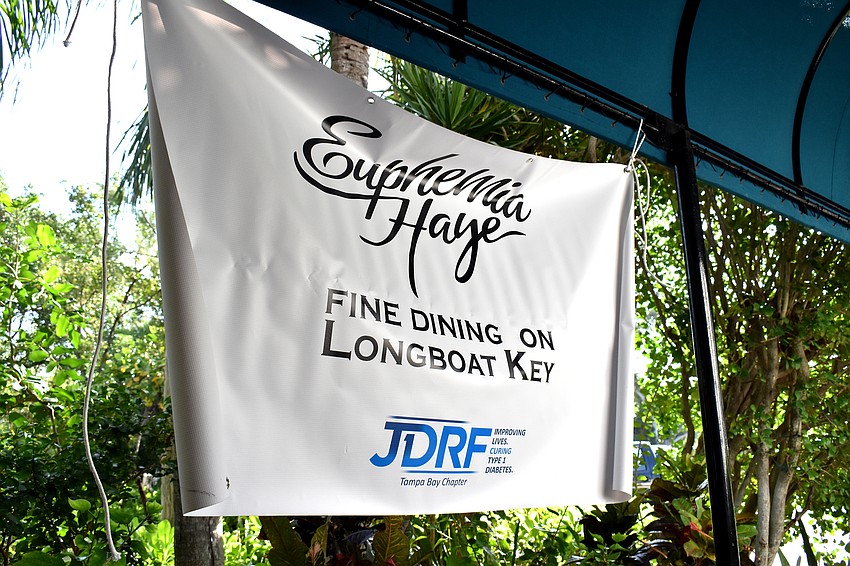 Euphemia
Haye
FINE DINING ON
LONGBOAT KEY
JDRF
IMPROVING
LIVES.
CURING
TYPE 1
DIABETES.
Tampa Bay Chapter